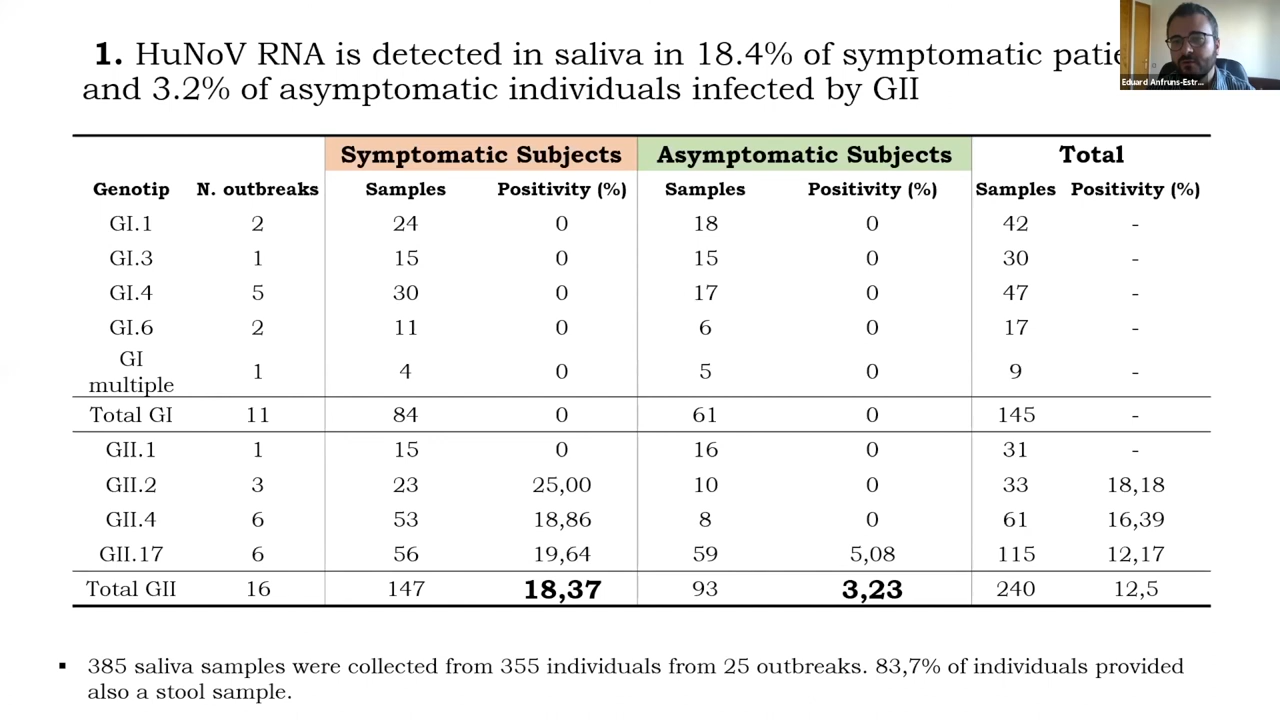 1. HuNoV RNA is detected in saliva in 18.4% of symptomatic
and 3.2% of asymptomatic individuals infected by GII
Eduard Anfruns-Estr...
Symptomatic Subjects Asymptomatic Subjects Total
Genotip N. outbreaks Samples Positivity (%) Samples Positivity (%) Samples Positivity (%)
GI.1 2 24 0 18 0 42 -
GI.3 1 15 0 15 0 30 -
GI.4 5 30 0 17 0 47 -
GI.6 2 11 0 6 0 17 -
GI
multiple 1 4 0 5 0 9 -
Total GI 11 84 0 61 0 145 -
GII.1 1 15 0 16 0 31 -
GII.2 3 23 25,00 10 0 33 18,18
GII.4 6 53 18,86 8 0 61 16,39
GII.17 6 56 19,64 59 5,08 115 12,17
Total GII 16 147 18,37 93 3,23 240 12,5
▪ 385 saliva samples were collected from 355 individuals from 25 outbreaks. 83,7% of individuals provided
also a stool sample.